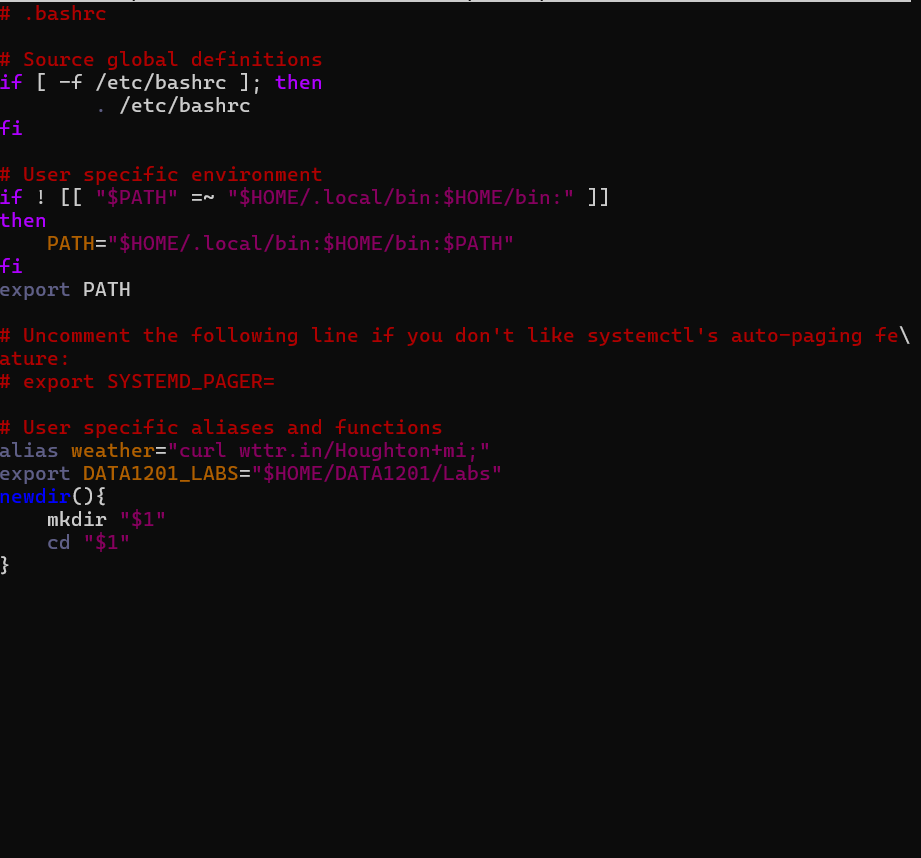 # .bashrc

# Source global definitions
if [ -f /etc/bashrc ]; then
        . /etc/bashrc
fi

# User specific environment
if ! [[ "$PATH" =~ "$HOME/.local/bin:$HOME/bin:" ]]
then
    PATH="$HOME/.local/bin:$HOME/bin:$PATH"
fi
export PATH

# Uncomment the following line if you don't like systemctl's auto-paging fe\
ature:
# export SYSTEMD_PAGER=

# User specific aliases and functions
alias weather="curl wttr.in/Houghton+mi;"
export DATA1201_LABS="$HOME/DATA1201/Labs"
newdir(){
    mkdir "$1"
    cd "$1"
}